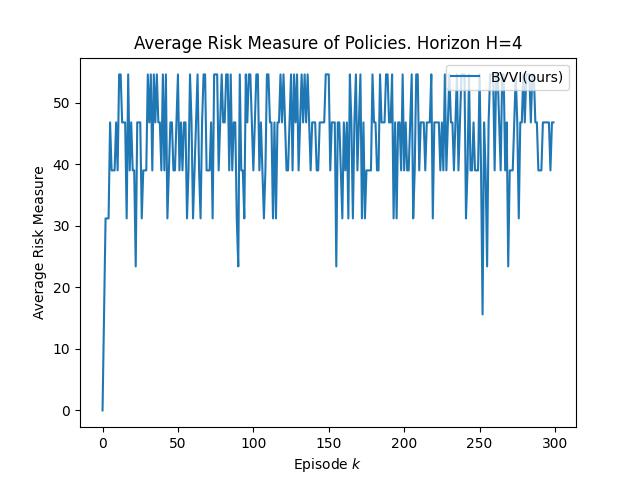 Average Risk Measure of Policies. Horizon H=4
BVVI(ours)
Average Risk Measure
50
40
30
20
10
0
0 50 100 150 200 250 300
Episode k